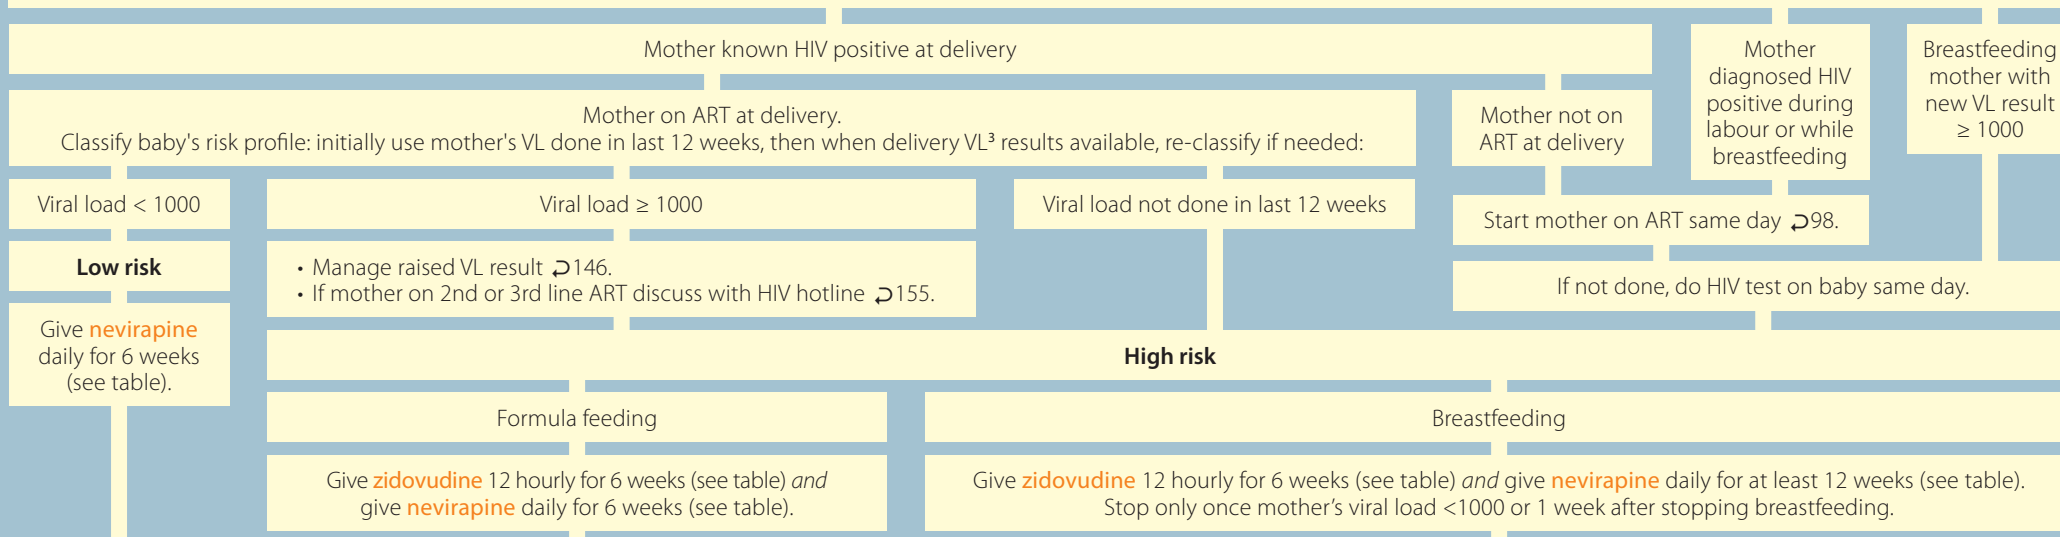 Mother known HIV positive at delivery
Mother
diagnosed HIV
positive during
labour or while
breastfeeding
Breastfeeding
mother with
new VL result
≥ 1000
Mother on ART at delivery.
Classify baby's risk profile: initially use mother's VL done in last 12 weeks, then when delivery VL³ results available, re-classify if needed:
Mother not on
ART at delivery
Viral load < 1000
Viral load ≥ 1000
Viral load not done in last 12 weeks
Start mother on ART same day ⮌98.
Low risk
• Manage raised VL result ⮌146.
• If mother on 2nd or 3rd line ART discuss with HIV hotline ⮌155.
If not done, do HIV test on baby same day.
Give nevirapine
daily for 6 weeks
(see table).
High risk
Formula feeding
Breastfeeding
Give zidovudine 12 hourly for 6 weeks (see table) and
give nevirapine daily for 6 weeks (see table).
Give zidovudine 12 hourly for 6 weeks (see table) and give nevirapine daily for at least 12 weeks (see table).
Stop only once mother’s viral load <1000 or 1 week after stopping breastfeeding.